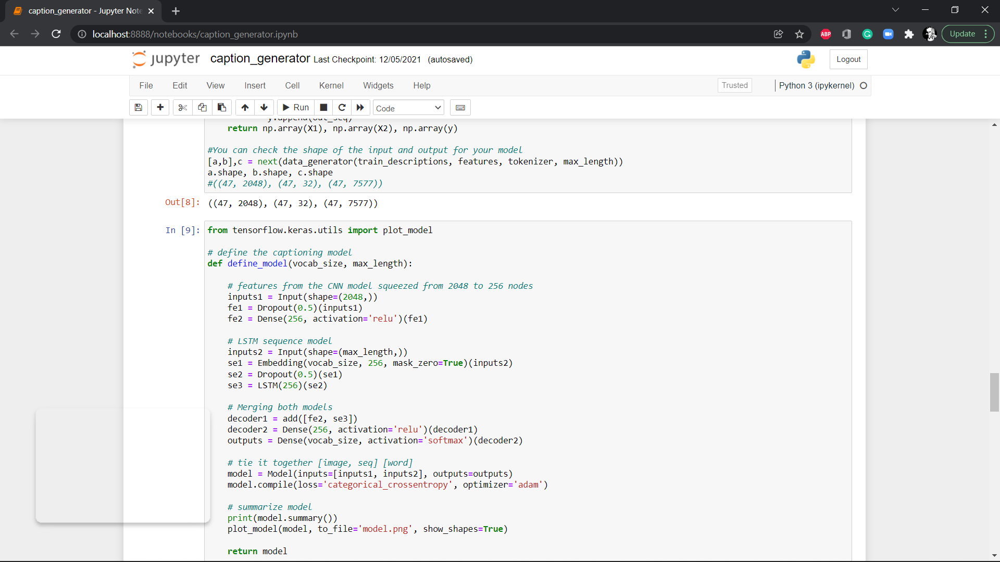 caption_generator - Jupyter Note
localhost:8888/notebooks/caption_generator.ipynb
ABP
Update
jupyter caption_generator Last Checkpoint: 12/05/2021 (autosaved)
Logout
File Edit View Insert Cell Kernel Widgets Help
Trusted
Python 3 (ipykernel)
Run
Code
y.append(out_seq)
return np.array(X1), np.array(X2), np.array(y)
#You can check the shape of the input and output for your model
[a,b],c = next(data_generator(train_descriptions, features, tokenizer, max_length))
a.shape, b.shape, c.shape
#((47, 2048), (47, 32), (47, 7577))
Out[8]: ((47, 2048), (47, 32), (47, 7577))
In [9]: from tensorflow.keras.utils import plot_model
# define the captioning model
def define_model(vocab_size, max_length):
# features from the CNN model squeezed from 2048 to 256 nodes
inputs1 = Input(shape=(2048,))
fe1 = Dropout(0.5)(inputs1)
fe2 = Dense(256, activation='relu')(fe1)
# LSTM sequence model
inputs2 = Input(shape=(max_length,))
se1 = Embedding(vocab_size, 256, mask_zero=True)(inputs2)
se2 = Dropout(0.5)(se1)
se3 = LSTM(256)(se2)
# Merging both models
decoder1 = add([fe2, se3])
decoder2 = Dense(256, activation='relu')(decoder1)
outputs = Dense(vocab_size, activation='softmax')(decoder2)
# tie it together [image, seq] [word]
model = Model(inputs=[inputs1, inputs2], outputs=outputs)
model.compile(loss='categorical_crossentropy', optimizer='adam')
# summarize model
print(model.summary())
plot_model(model, to_file='model.png', show_shapes=True)
return model